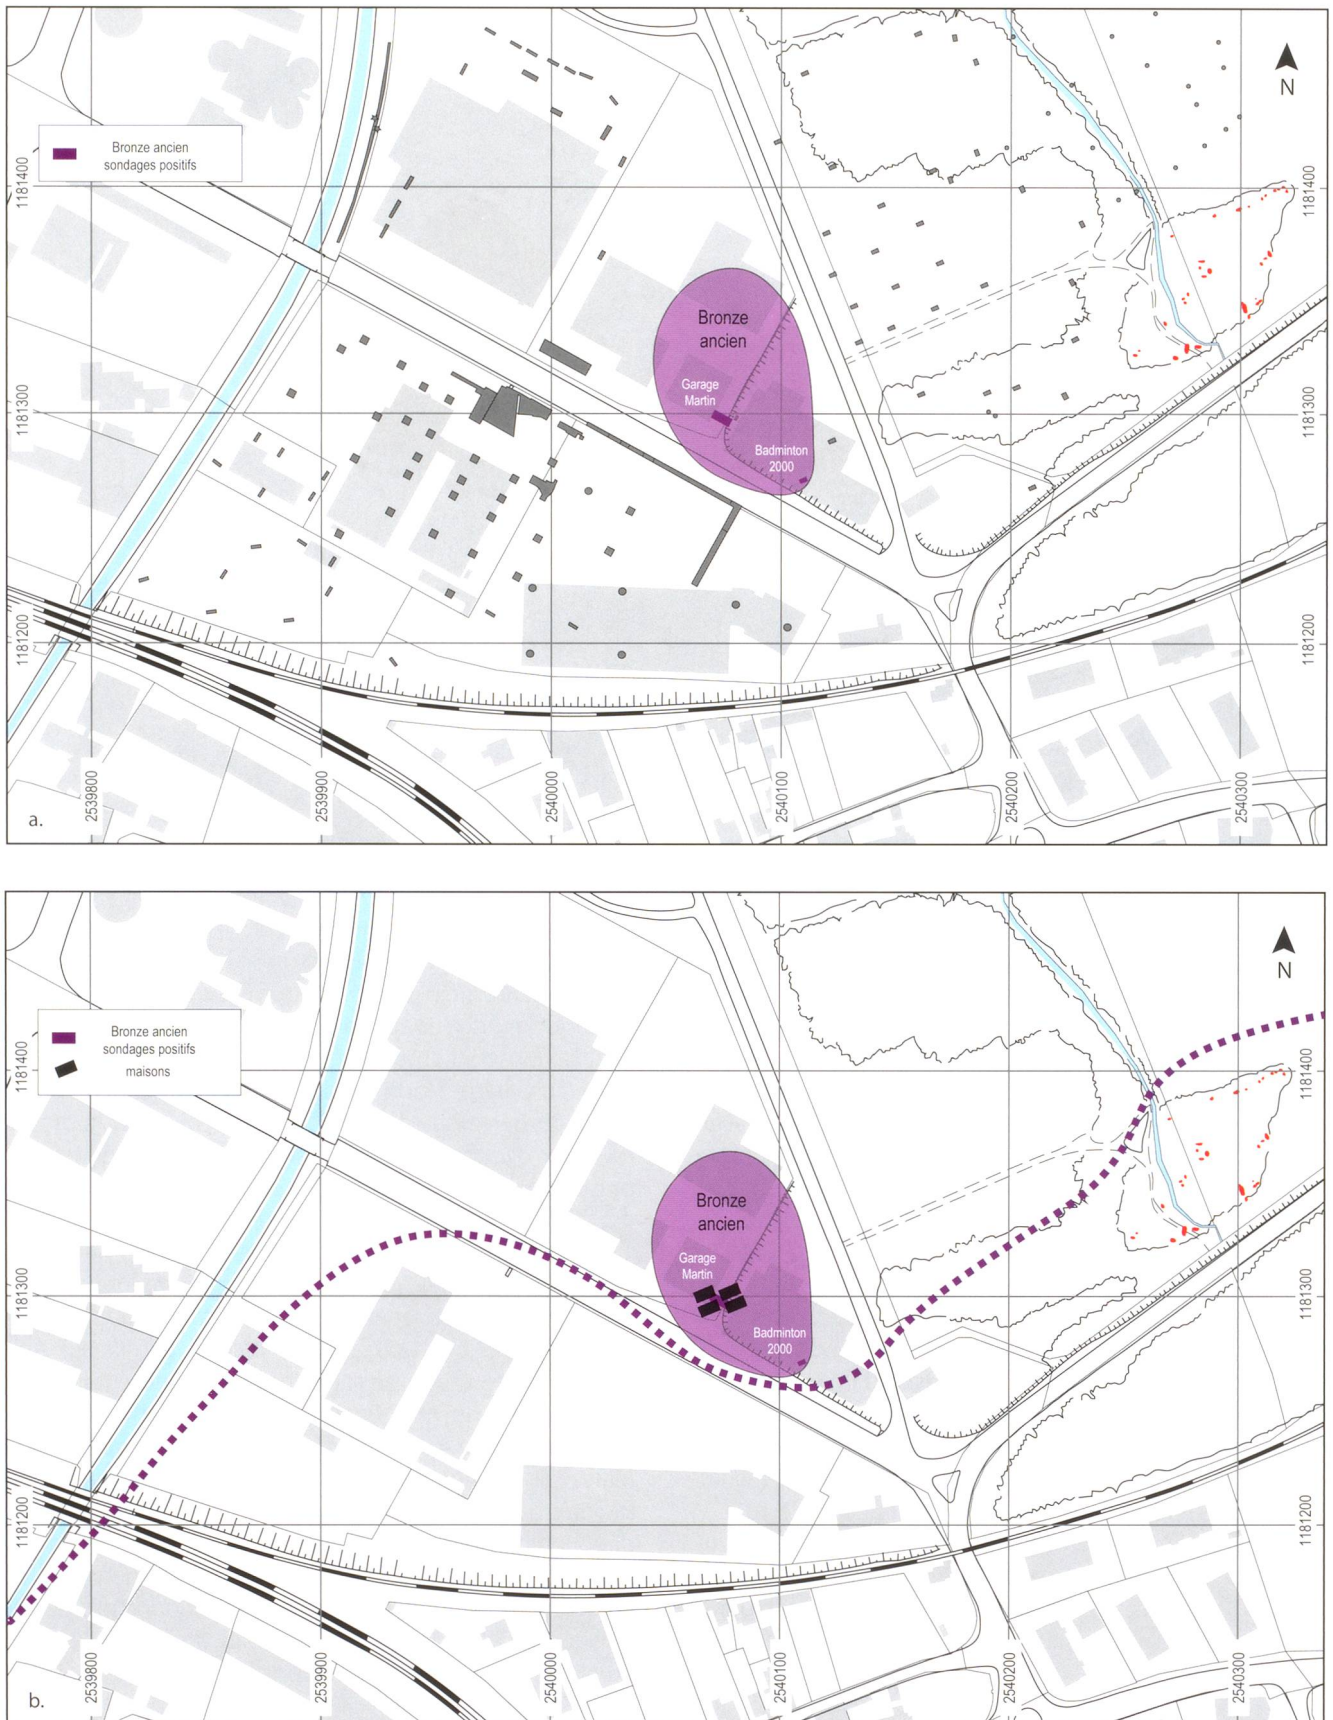 N
Bronze ancien
sondages positifs
1181400
1181400
Bronze
ancien
Garage
Martin
1181300
1181300
Badminton
2000
1181200
1181200
2539800
2539900
2540000
2540100
2540200
2540300
a.
N
Bronze ancien
sondages positifs
maisons
1181400
1181400
Bronze
ancien
Garage
Martin
1181300
1181300
Badminton
2000
1181200
1181200
2539800
2539900
2540000
2540100
2540200
2540300
b.